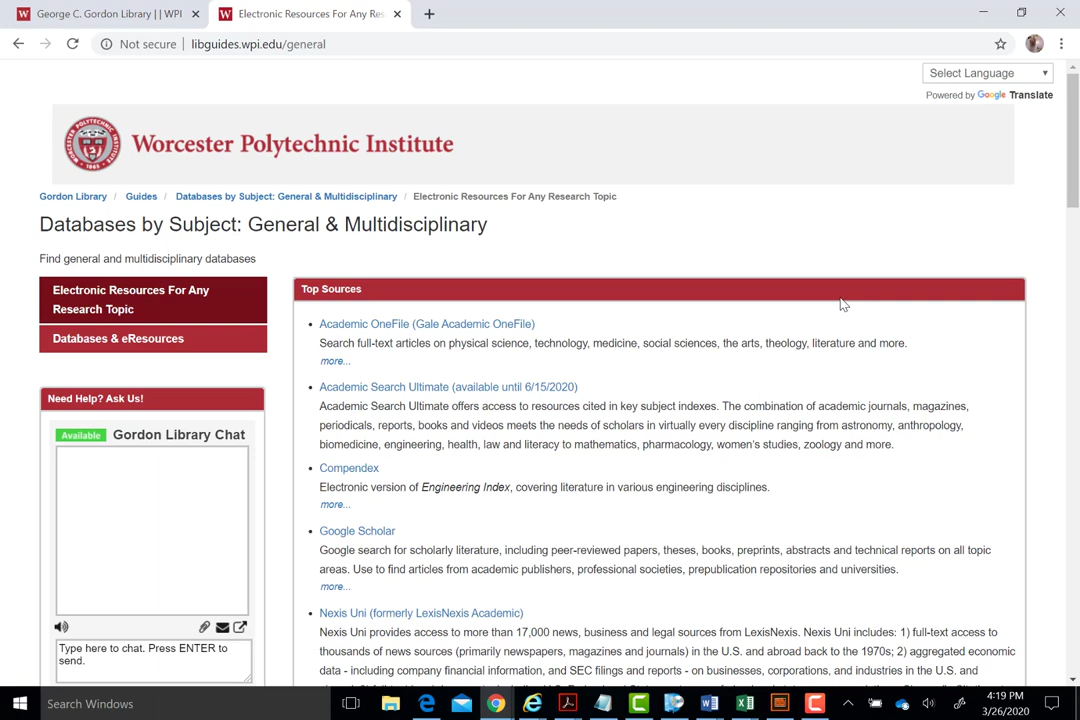 George C. Gordon Library | | WPI
Electronic Resources For Any Res
Not secure | libguides.wpi.edu/general
Select Language
Powered by Google Translate
Worcester Polytechnic Institute
Gordon Library / Guides / Databases by Subject: General & Multidisciplinary / Electronic Resources For Any Research Topic
Databases by Subject: General & Multidisciplinary
Find general and multidisciplinary databases
Electronic Resources For Any
Research Topic
Databases & eResources
Need Help? Ask Us!
Available Gordon Library Chat
Type here to chat. Press ENTER to
send.
Top Sources
Academic OneFile (Gale Academic OneFile)
Search full-text articles on physical science, technology, medicine, social sciences, the arts, theology, literature and more.
more...
Academic Search Ultimate (available until 6/15/2020)
Academic Search Ultimate offers access to resources cited in key subject indexes. The combination of academic journals, magazines,
periodicals, reports, books and videos meets the needs of scholars in virtually every discipline ranging from astronomy, anthropology,
biomedicine, engineering, health, law and literacy to mathematics, pharmacology, women's studies, zoology and more.
Compendex
Electronic version of Engineering Index, covering literature in various engineering disciplines.
more...
Google Scholar
Google search for scholarly literature, including peer-reviewed papers, theses, books, preprints, abstracts and technical reports on all topic
areas. Use to find articles from academic publishers, professional societies, prepublication repositories and universities.
more...
Nexis Uni (formerly LexisNexis Academic)
Nexis Uni provides access to more than 17,000 news, business and legal sources from LexisNexis. Nexis Uni includes: 1) full-text access to
thousands of news sources (primarily newspapers, magazines and journals) in the U.S. and abroad back to the 1970s; 2) aggregated economic
data - including company financial information, and SEC filings and reports - on businesses, corporations, and industries in the U.S. and
Search Windows
4:19 PM
3/26/2020